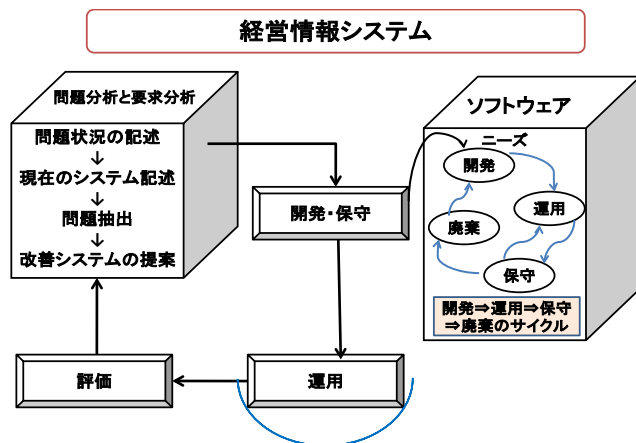 経営情報システム
問題分析と要求分析
問題状況の記述
↓
現在のシステム記述
↓
問題抽出
↓
改善システムの提案
開発・保守
運用
評価
ソフトウェア
ニーズ
開発
運用
廃棄
保守
開発⇒運用⇒保守
⇒廃棄のサイクル